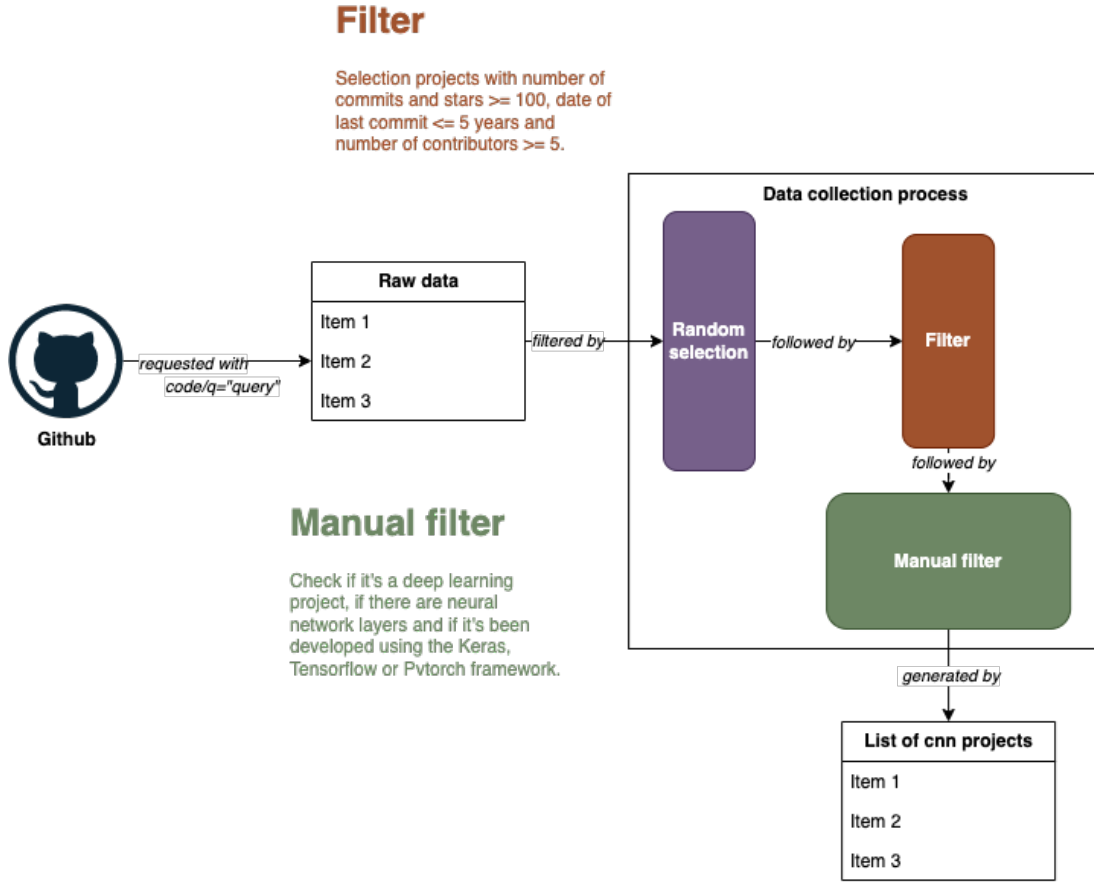 Filter
Selection projects with number of
commits and stars >= 100, date of
last commit <= 5 years and
number of contributors >= 5.
Data collection process
Raw data
Item 1
Item 2
Item 3
Github
requested with
code/q="query"
filtered by
Random
selection
followed by
Filter
followed by
Manual filter
Manual filter
Check if it's a deep learning
project, if there are neural
network layers and if it's been
developed using the Keras,
Tensorflow or Pvtorch framework.
generated by
List of cnn projects
Item 1
Item 2
Item 3